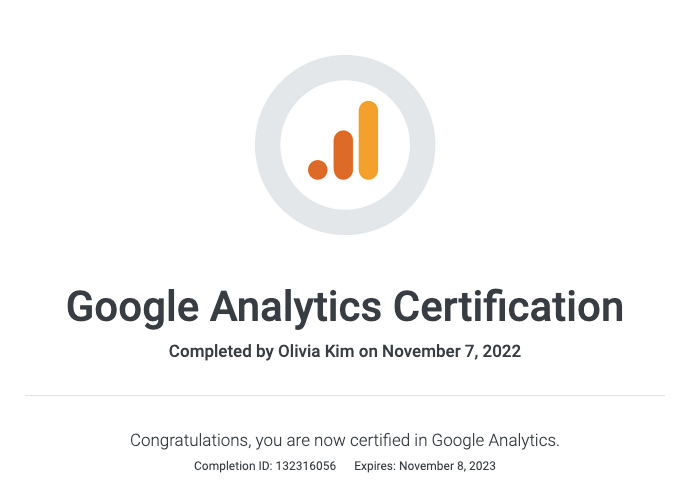 Google Analytics Certification
Completed by Olivia Kim on November 7, 2022
Congratulations, you are now certified in Google Analytics.
Completion ID: 132316056 Expires: November 8, 2023